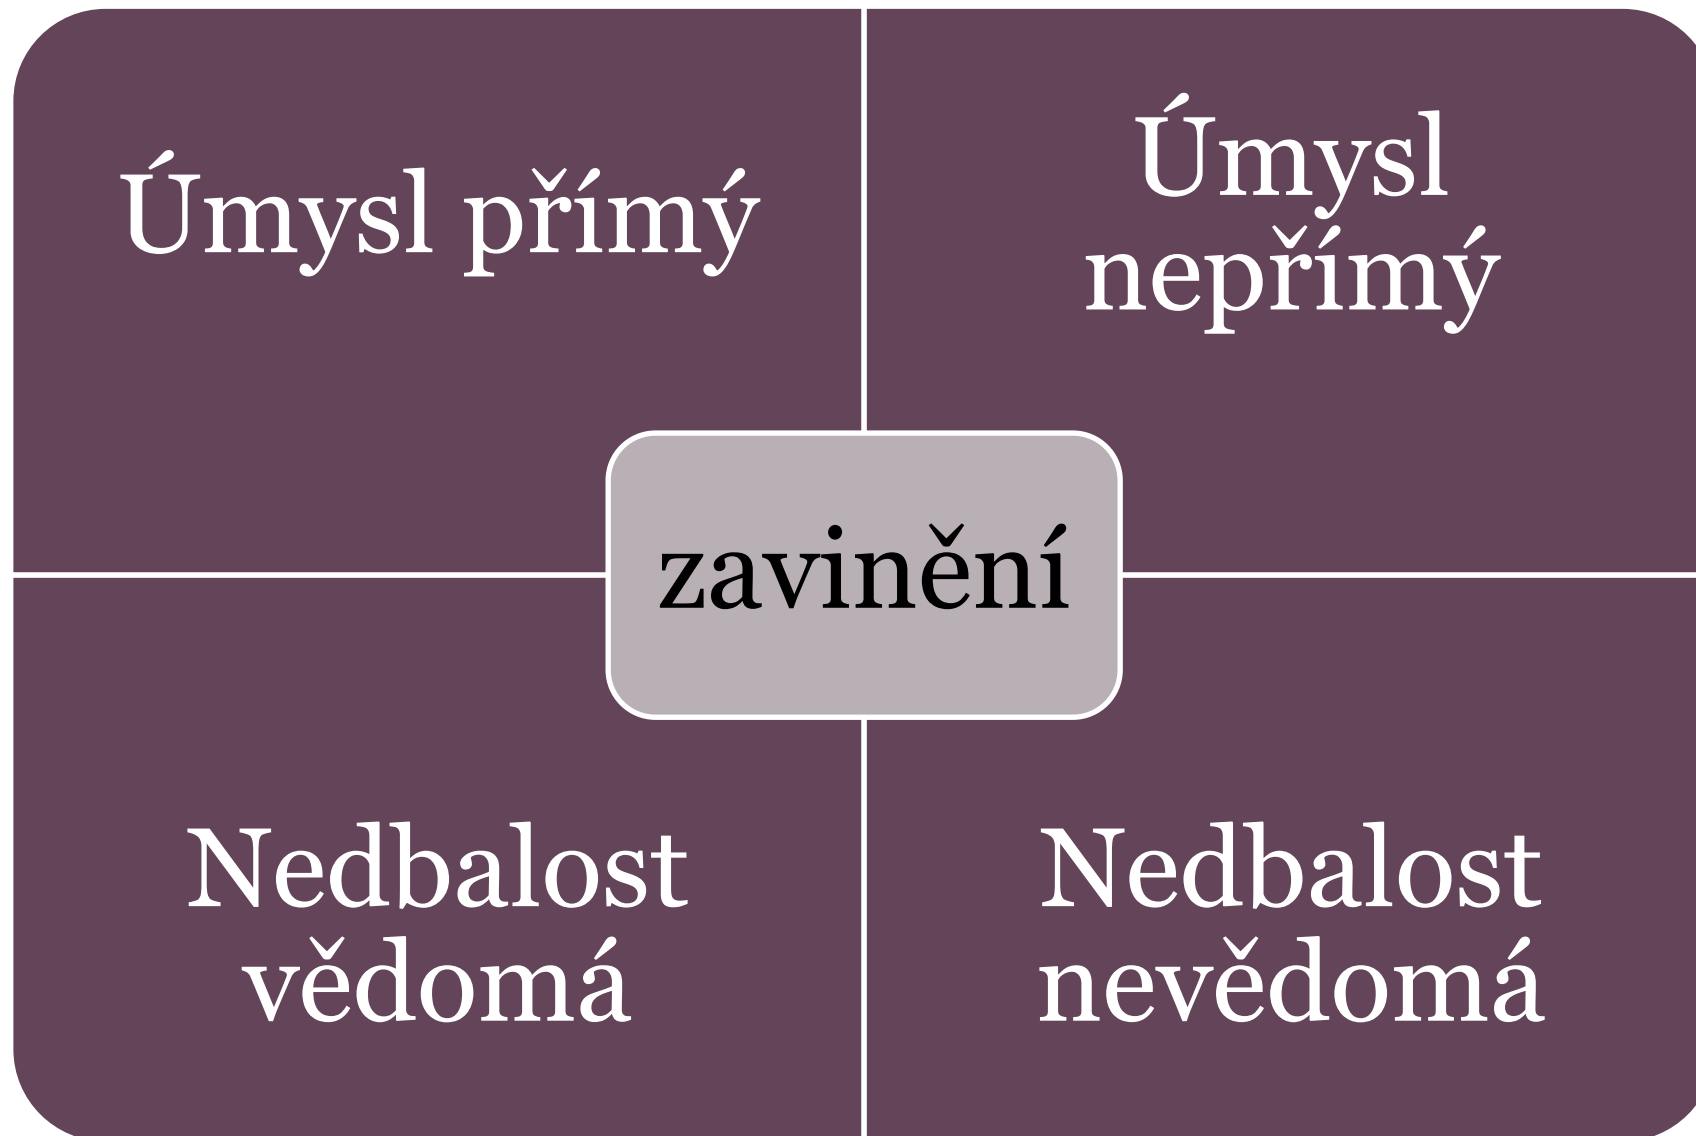 Úmysl přímý
Úmysl
nepřímý
zavinění
Nedbalost
vědomá
Nedbalost
nevědomá